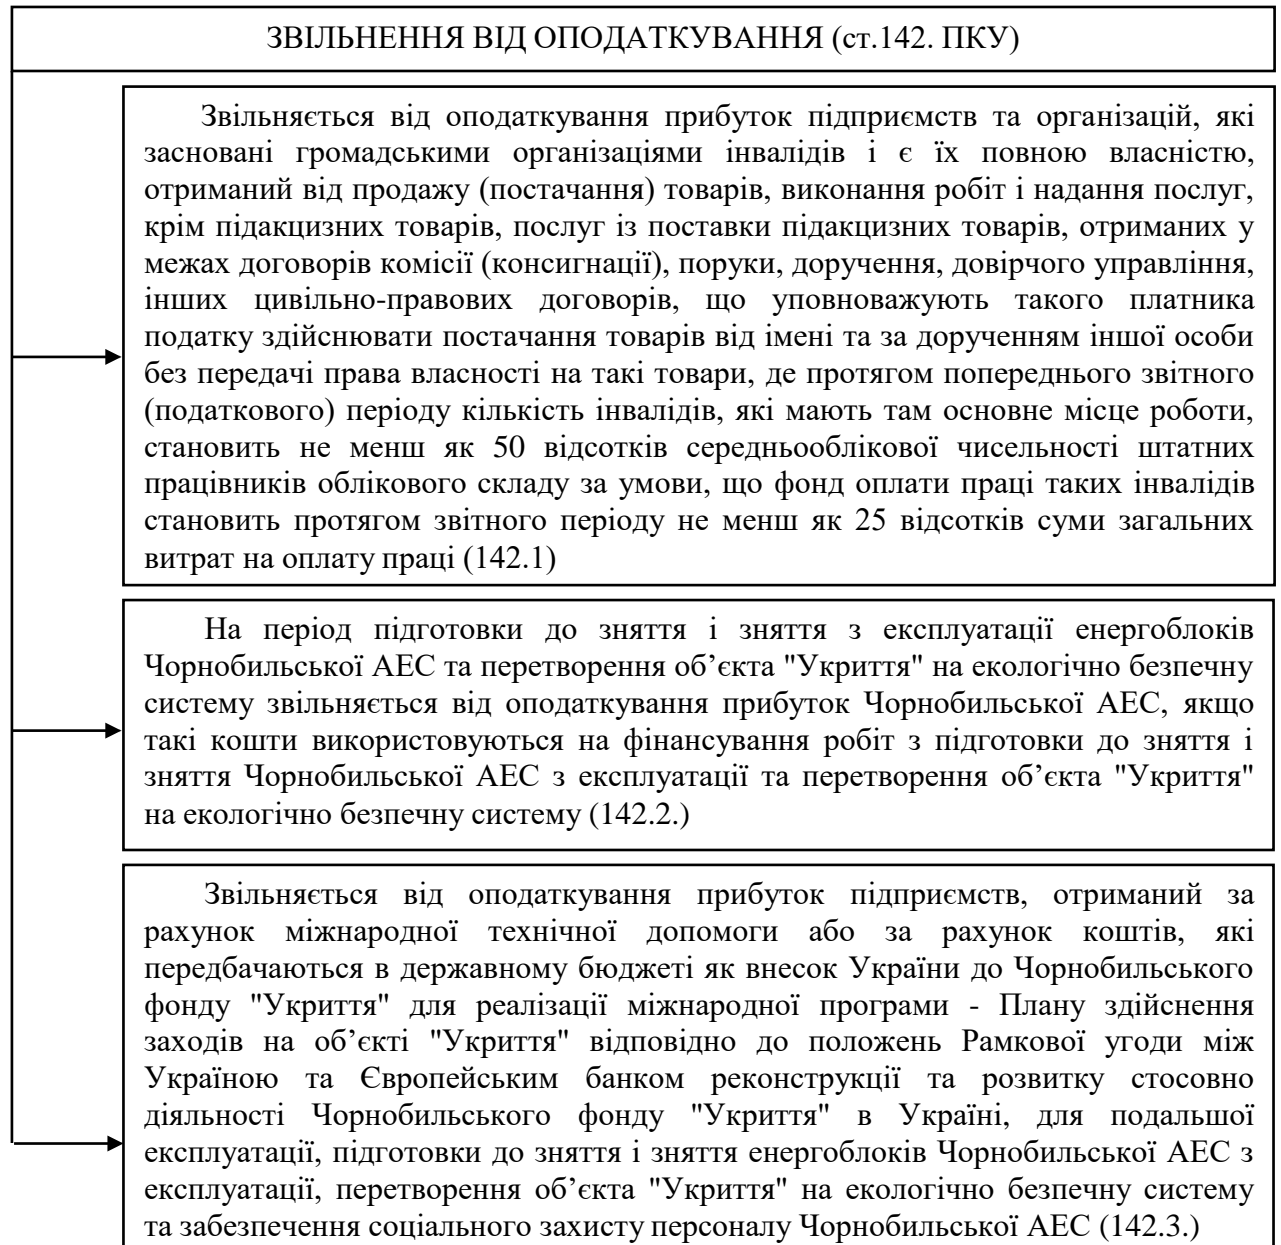 ЗВІЛЬНЕННЯ ВІД ОПОДАТКУВАННЯ (ст.142. ПКУ)
Звільняється від оподаткування прибуток підприємств та організацій, які
засновані громадськими організаціями інвалідів і є їх повною власністю,
отриманий від продажу (постачання) товарів, виконання робіт і надання послуг,
крім підакцизних товарів, послуг із поставки підакцизних товарів, отриманих у
межах договорів комісії (консигнації), поруки, доручення, довірчого управління,
інших цивільно-правових договорів, що уповноважують такого платника
податку здійснювати постачання товарів від імені та за дорученням іншої особи
без передачі права власності на такі товари, де протягом попереднього звітного
(податкового) періоду кількість інвалідів, які мають там основне місце роботи,
становить не менш як 50 відсотків середньооблікової чисельності штатних
працівників облікового складу за умови, що фонд оплати праці таких інвалідів
становить протягом звітного періоду не менш як 25 відсотків суми загальних
витрат на оплату праці (142.1)
На період підготовки до зняття і зняття з експлуатації енергоблоків
Чорнобильської АЕС та перетворення об’єкта "Укриття" на екологічно безпечну
систему звільняється від оподаткування прибуток Чорнобильської АЕС, якщо
такі кошти використовуються на фінансування робіт з підготовки до зняття і
зняття Чорнобильської АЕС з експлуатації та перетворення об’єкта "Укриття"
на екологічно безпечну систему (142.2.)
Звільняється від оподаткування прибуток підприємств, отриманий за
рахунок міжнародної технічної допомоги або за рахунок коштів, які
передбачаються в державному бюджеті як внесок України до Чорнобильського
фонду "Укриття" для реалізації міжнародної програми - Плану здійснення
заходів на об’єкті "Укриття" відповідно до положень Рамкової угоди між
Україною та Європейським банком реконструкції та розвитку стосовно
діяльності Чорнобильського фонду "Укриття" в Україні, для подальшої
експлуатації, підготовки до зняття і зняття енергоблоків Чорнобильської АЕС з
експлуатації, перетворення об’єкта "Укриття" на екологічно безпечну систему
та забезпечення соціального захисту персоналу Чорнобильської АЕС (142.3.)